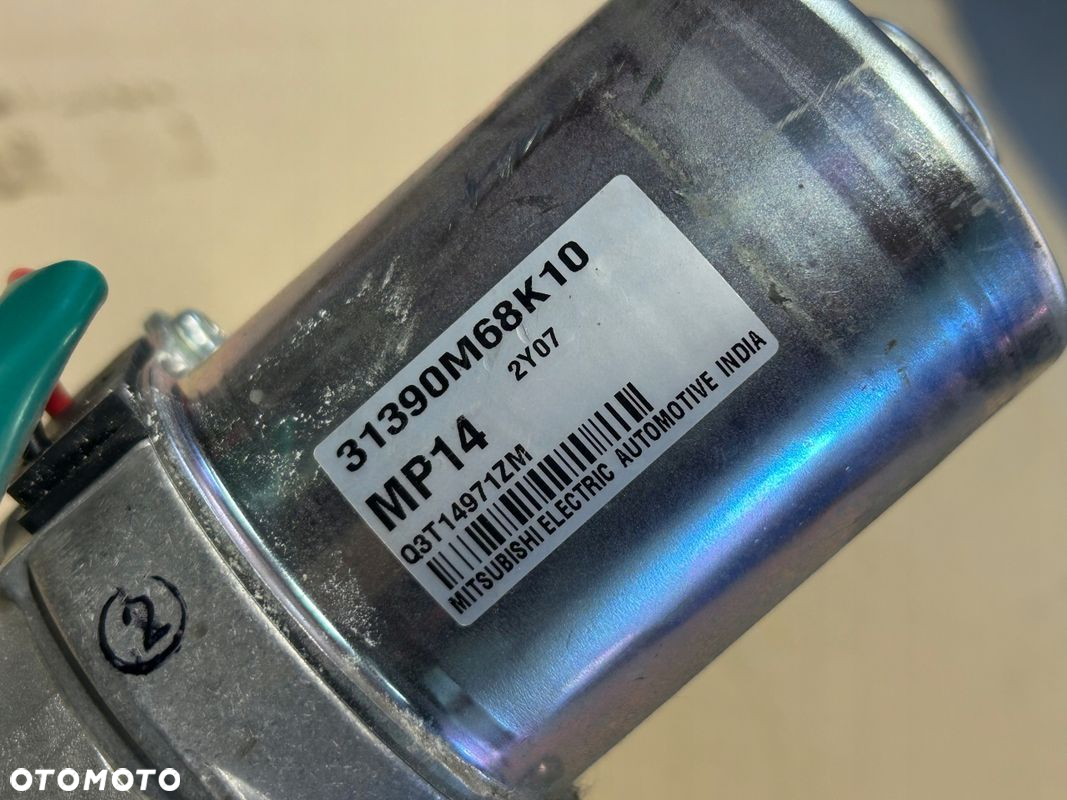 31390M68K10
2Y07
MP14
Q3T14971ZM
MITSUBISHI ELECTRIC AUTOMOTIVE INDIA
2
OTOMOTO